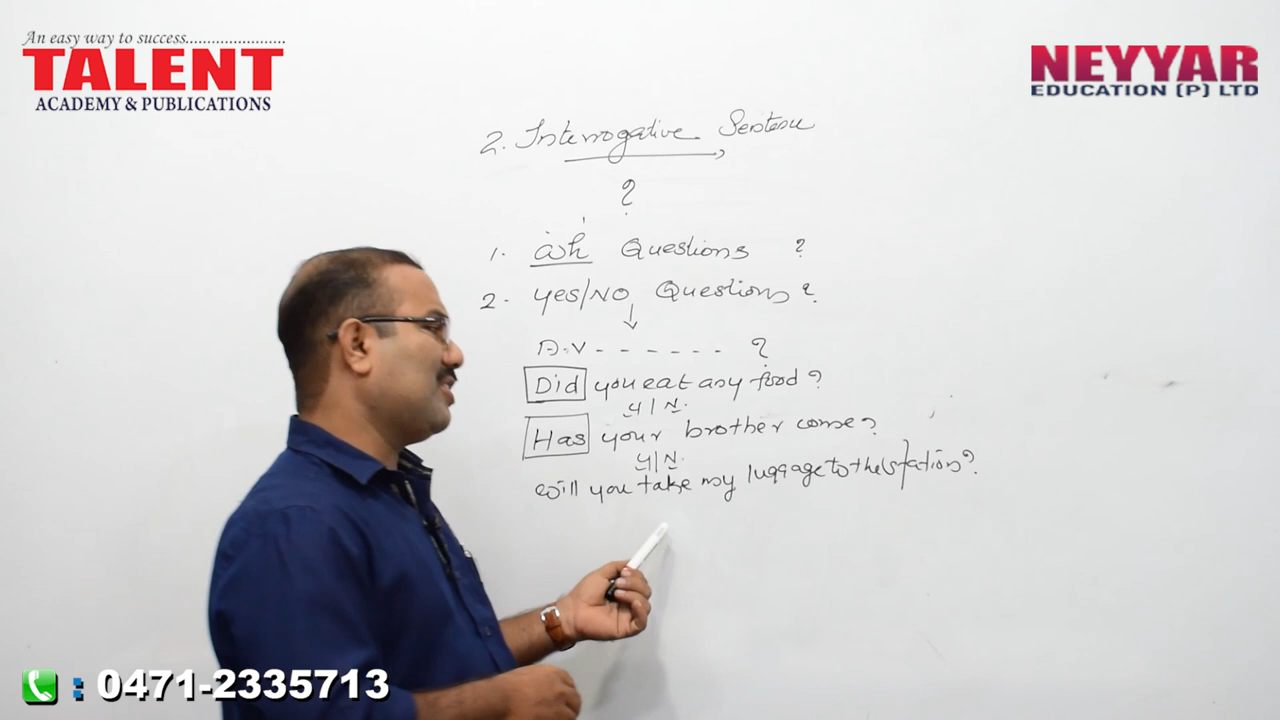 An easy way to success.......................
TALENT
ACADEMY & PUBLICATIONS
NEYYAR
EDUCATION (P) LTD
2. Interrogative Sentence
?
1. Wh Questions ?
2. Yes/NO Questions ?
A.V - - - - - - ?
Did you eat any food?
Y/N.
Has your brother come?
Y/N.
Will you take my luggage to the station?
: 0471-2335713